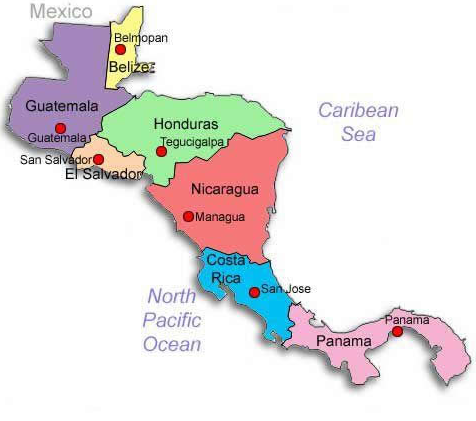 Mexico
Belmopan
Belize
Guatemala
Guatemala
Honduras
Tegucigalpa
San Salvador
El Salvador
Caribean
Sea
Nicaragua
Managua
Costa
Rica
San Jose
North
Pacific
Ocean
Panama
Panama